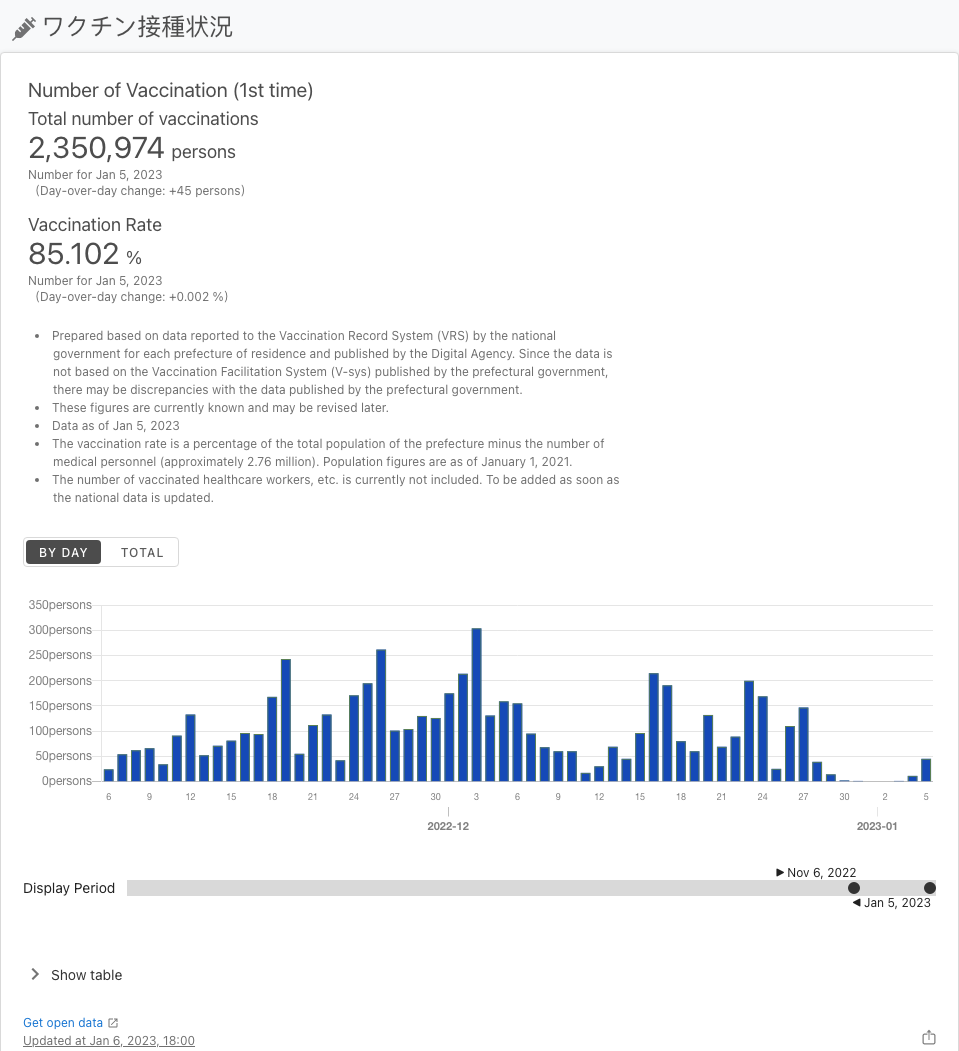 ワクチン接種状況
Number of Vaccination (1st time)
Total number of vaccinations
2,350,974 persons
Number for Jan 5, 2023
(Day-over-day change: +45 persons)
Vaccination Rate
85.102 %
Number for Jan 5, 2023
(Day-over-day change: +0.002 %)
• Prepared based on data reported to the Vaccination Record System (VRS) by the national
government for each prefecture of residence and published by the Digital Agency. Since the data is
not based on the Vaccination Facilitation System (V-sys) published by the prefectural government,
there may be discrepancies with the data published by the prefectural government.
• These figures are currently known and may be revised later.
• Data as of Jan 5, 2023
• The vaccination rate is a percentage of the total population of the prefecture minus the number of
medical personnel (approximately 2.76 million). Population figures are as of January 1, 2021.
• The number of vaccinated healthcare workers, etc. is currently not included. To be added as soon as
the national data is updated.
BY DAY TOTAL
350persons
300persons
250persons
200persons
150persons
100persons
50persons
0persons
6 9 12 15 18 21 24 27 30 3 6 9 12 15 18 21 24 27 30 2 5
2022-12 2023-01
Nov 6, 2022
Display Period
Jan 5, 2023
Show table
Get open data
Updated at Jan 6, 2023, 18:00